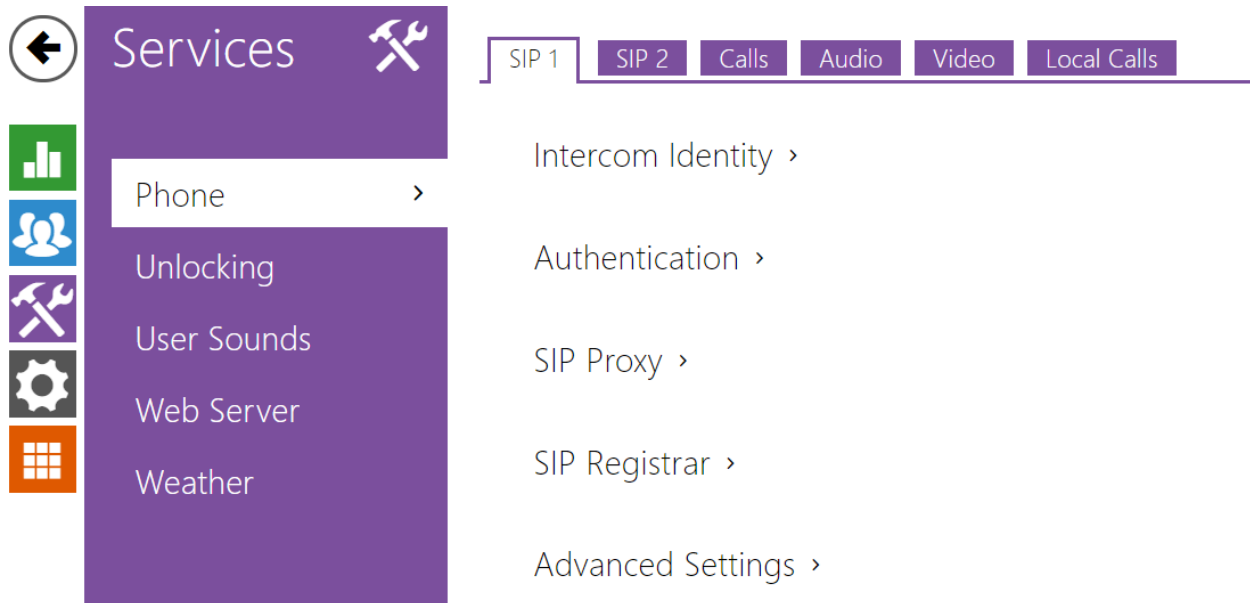 Services
Phone
Unlocking
User Sounds
Web Server
Weather
SIP 1 SIP 2 Calls Audio Video Local Calls
Intercom Identity
Authentication
SIP Proxy
SIP Registrar
Advanced Settings